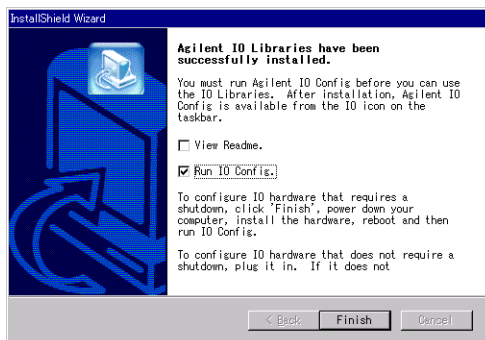 InstallShield Wizard
Agilent IO Libraries have been
successfully installed.
You must run Agilent IO Config before you can use
the IO Libraries.  After installation, Agilent IO
Config is available from the IO icon on the
taskbar.
View Readme.
Run IO Config.
To configure IO hardware that requires a
shutdown, click 'Finish', power down your
computer, install the hardware, reboot and then
run IO Config.
To configure IO hardware that does not require a
shutdown, plug it in.  If it does not
< Back
Finish
Cancel